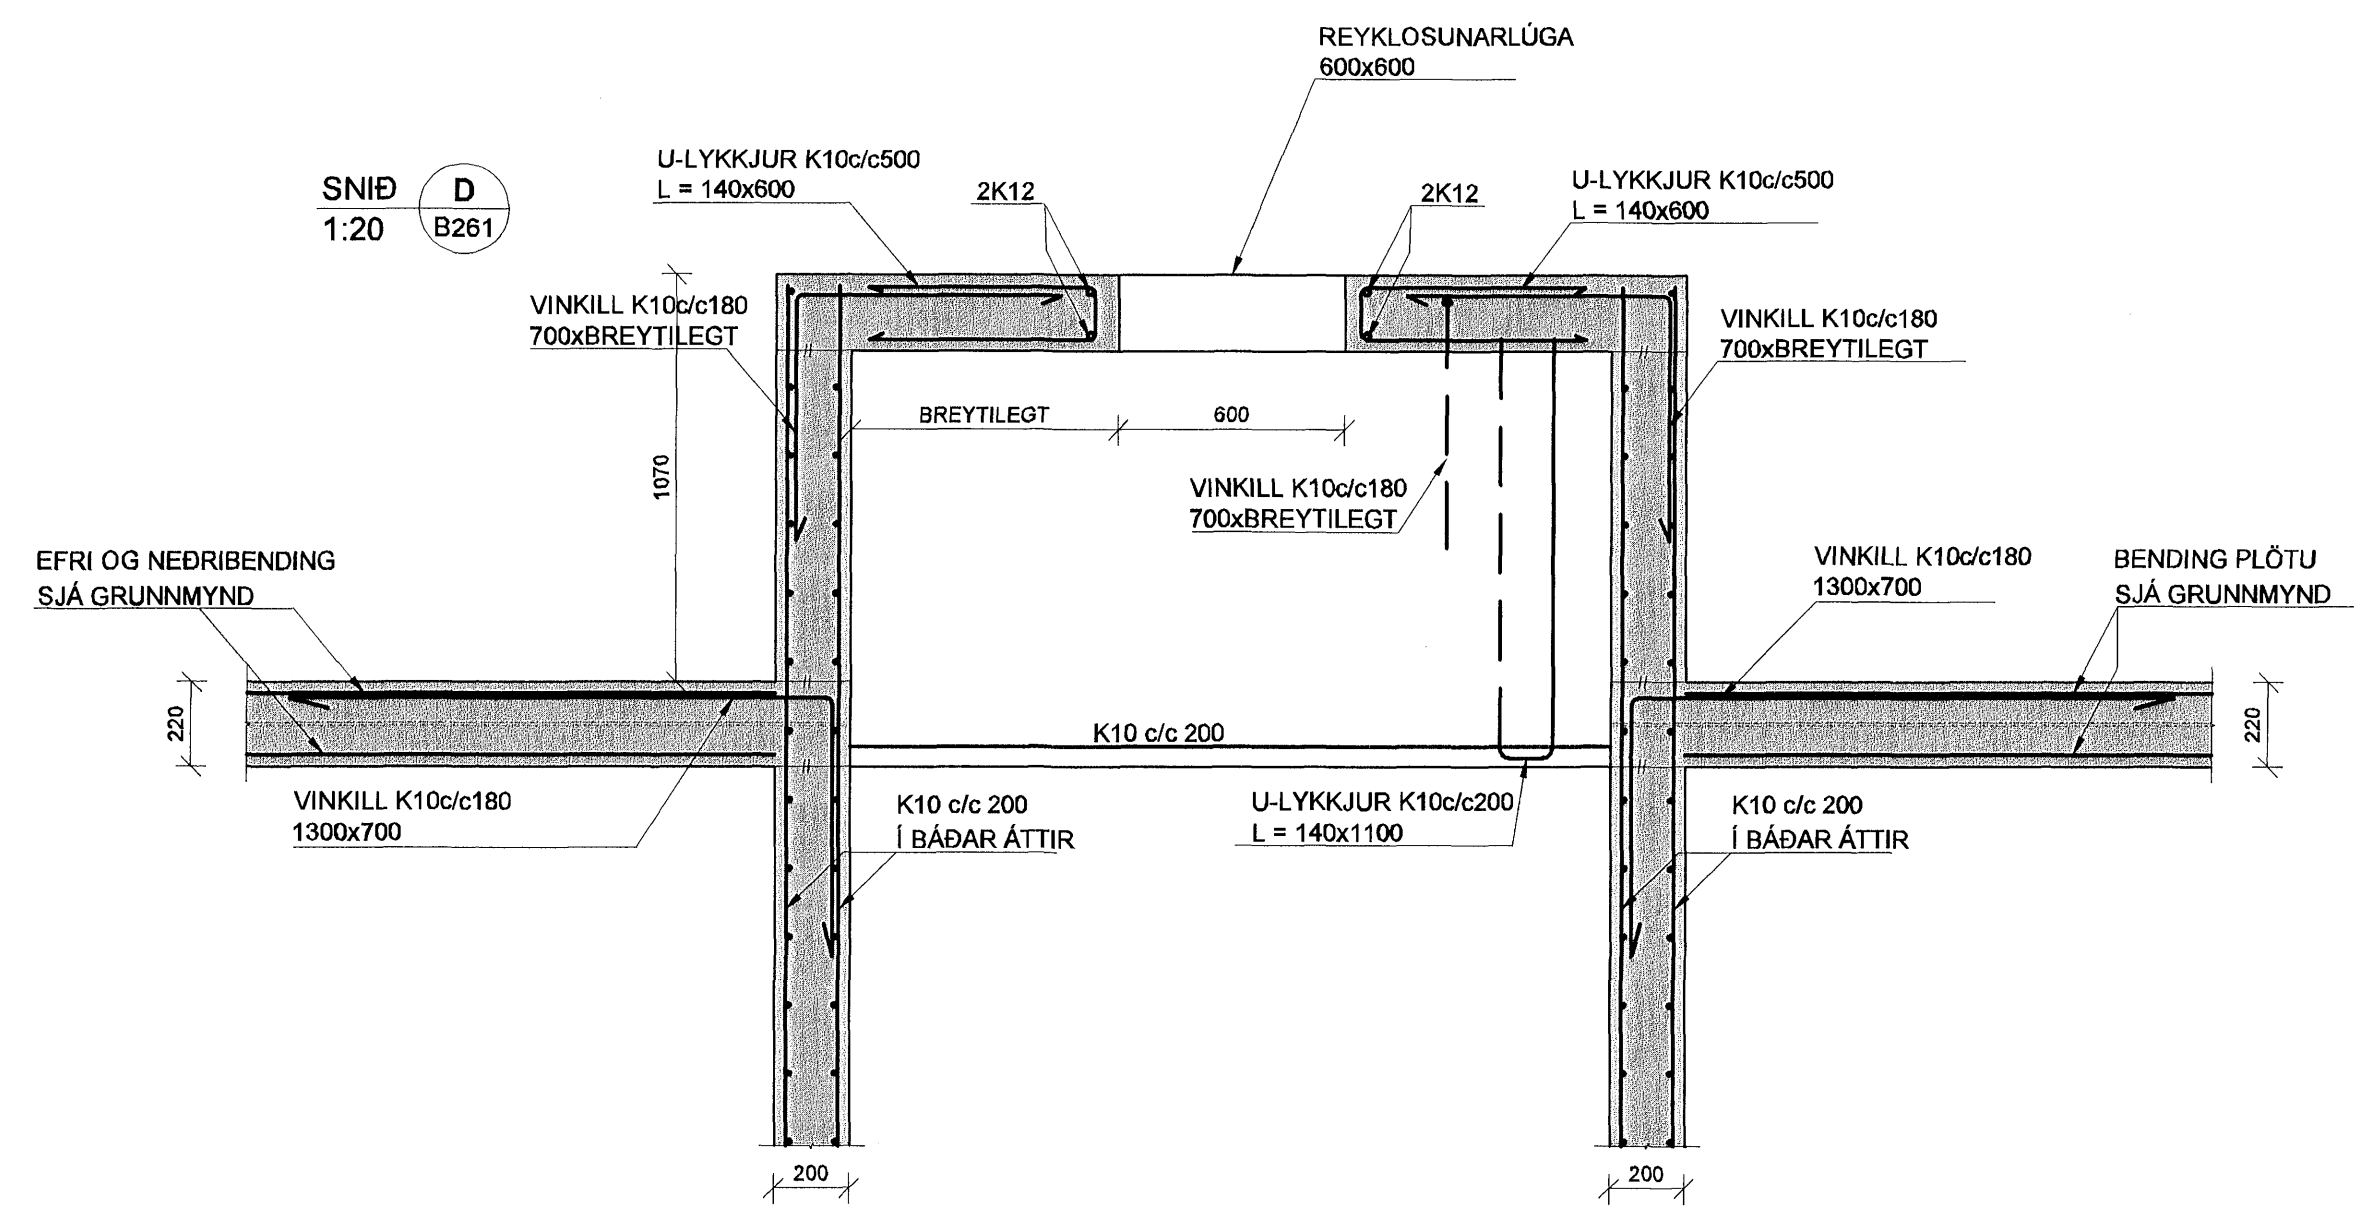 REYKLOSUNARLÚGA
600x600
SNIÐ
1:20
D
B261
U-LYKKJUR K10c/c500
L = 140x600
2K12
2K12
U-LYKKJUR K10c/c500
L = 140x600
VINKILL K10c/c180
700xBREYTILEGT
VINKILL K10c/c180
700xBREYTILEGT
BREYTILEGT
600
1070
VINKILL K10c/c180
700xBREYTILEGT
EFRI OG NEÐRIBENDING
SJÁ GRUNNMYND
VINKILL K10c/c180
1300x700
BENDING PLÖTU
SJÁ GRUNNMYND
220
K10 c/c 200
220
VINKILL K10c/c180
1300x700
K10 c/c 200
Í BÁÐAR ÁTTIR
U-LYKKJUR K10c/c200
L = 140x1100
K10 c/c 200
Í BÁÐAR ÁTTIR
200
200